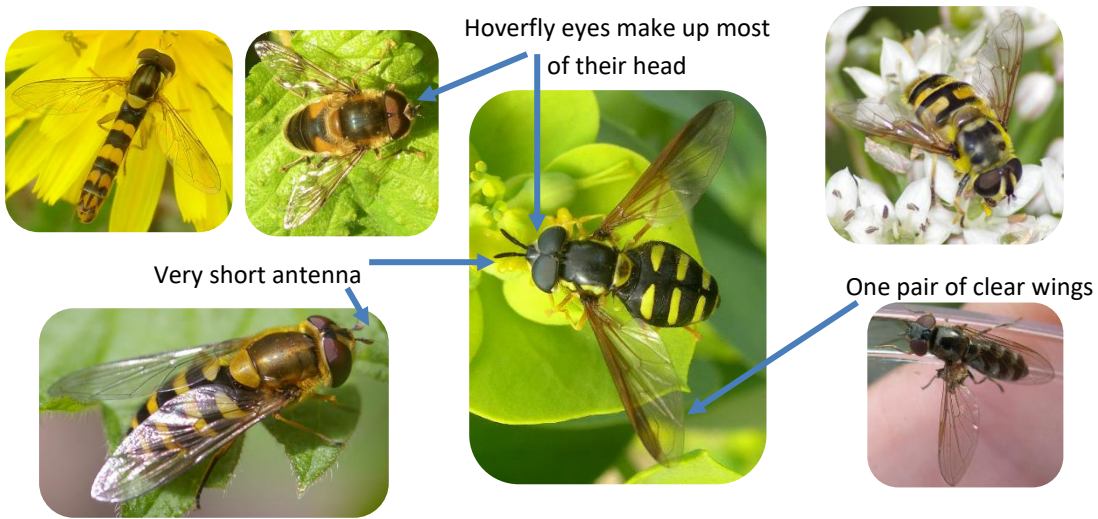 Hoverfly eyes make up most
of their head
Very short antenna
One pair of clear wings